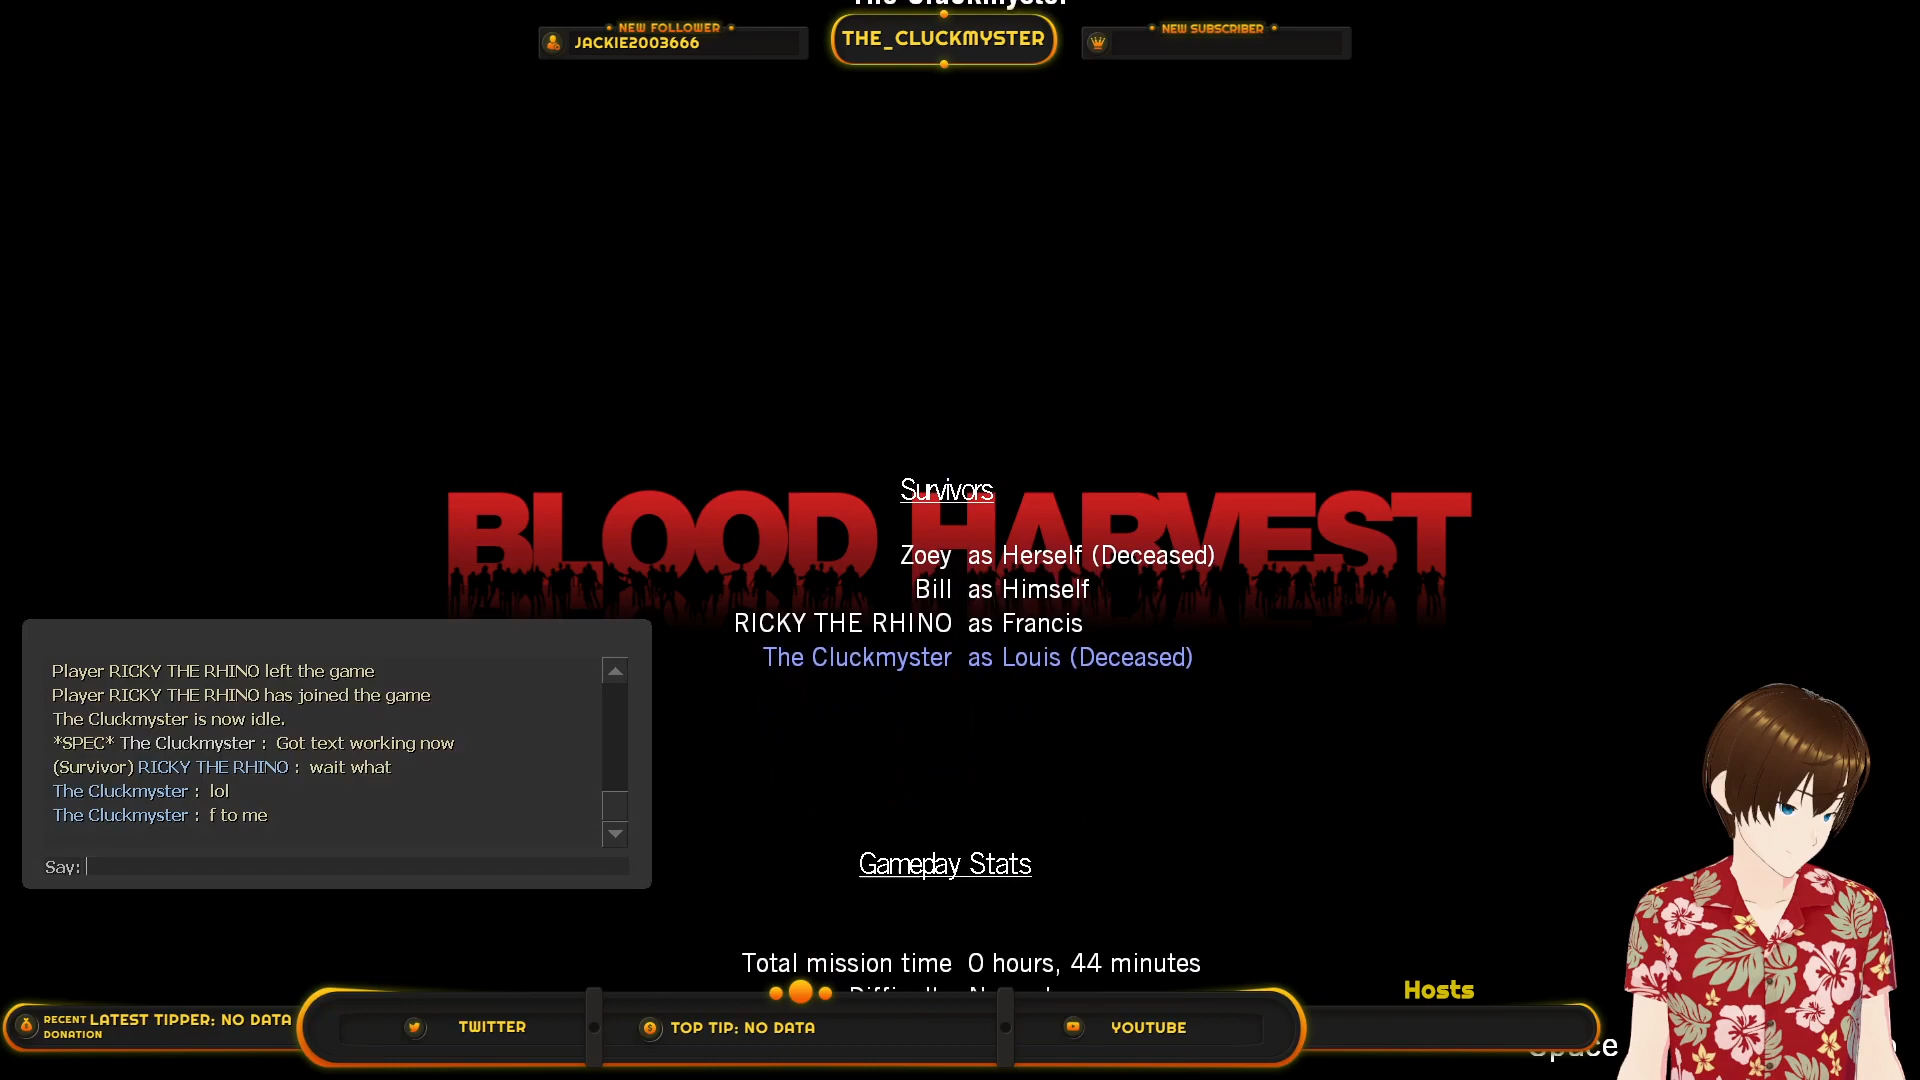 The Cluckmyster
NEW FOLLOWER
JACKIE2003666
THE_CLUCKMYSTER
NEW SUBSCRIBER
BLOOD HARVEST
Survivors
Zoey as Herself (Deceased)
Bill as Himself
RICKY THE RHINO as Francis
The Cluckmyster as Louis (Deceased)
Player RICKY THE RHINO left the game
Player RICKY THE RHINO has joined the game
The Cluckmyster is now idle.
*SPEC* The Cluckmyster : Got text working now
(Survivor) RICKY THE RHINO : wait what
The Cluckmyster : lol
The Cluckmyster : f to me
Say:
Gameplay Stats
Total mission time 0 hours, 44 minutes
Hosts
RECENT DONATION
LATEST TIPPER: NO DATA
TWITTER
TOP TIP: NO DATA
YOUTUBE
Space